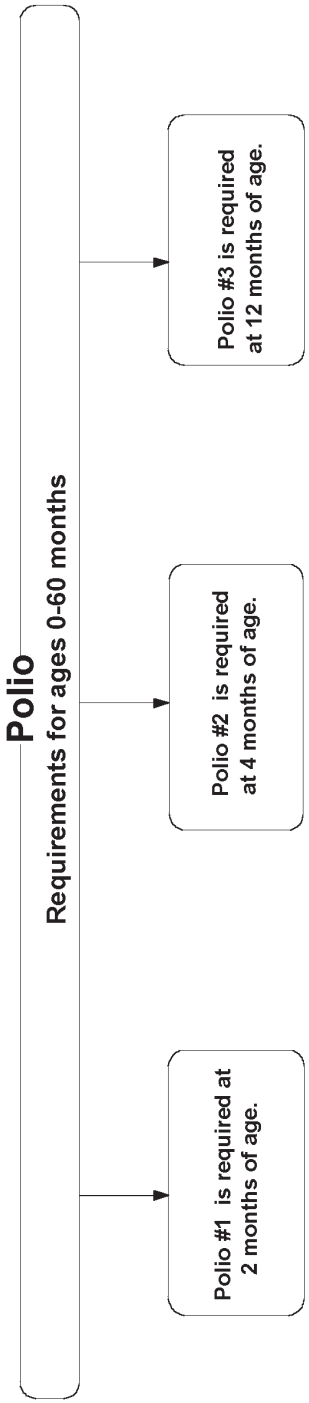 Polio
Requirements for ages 0-60 months
Polio #1 is required at
2 months of age.
Polio #2 is required
at 4 months of age.
Polio #3 is required
at 12 months of age.